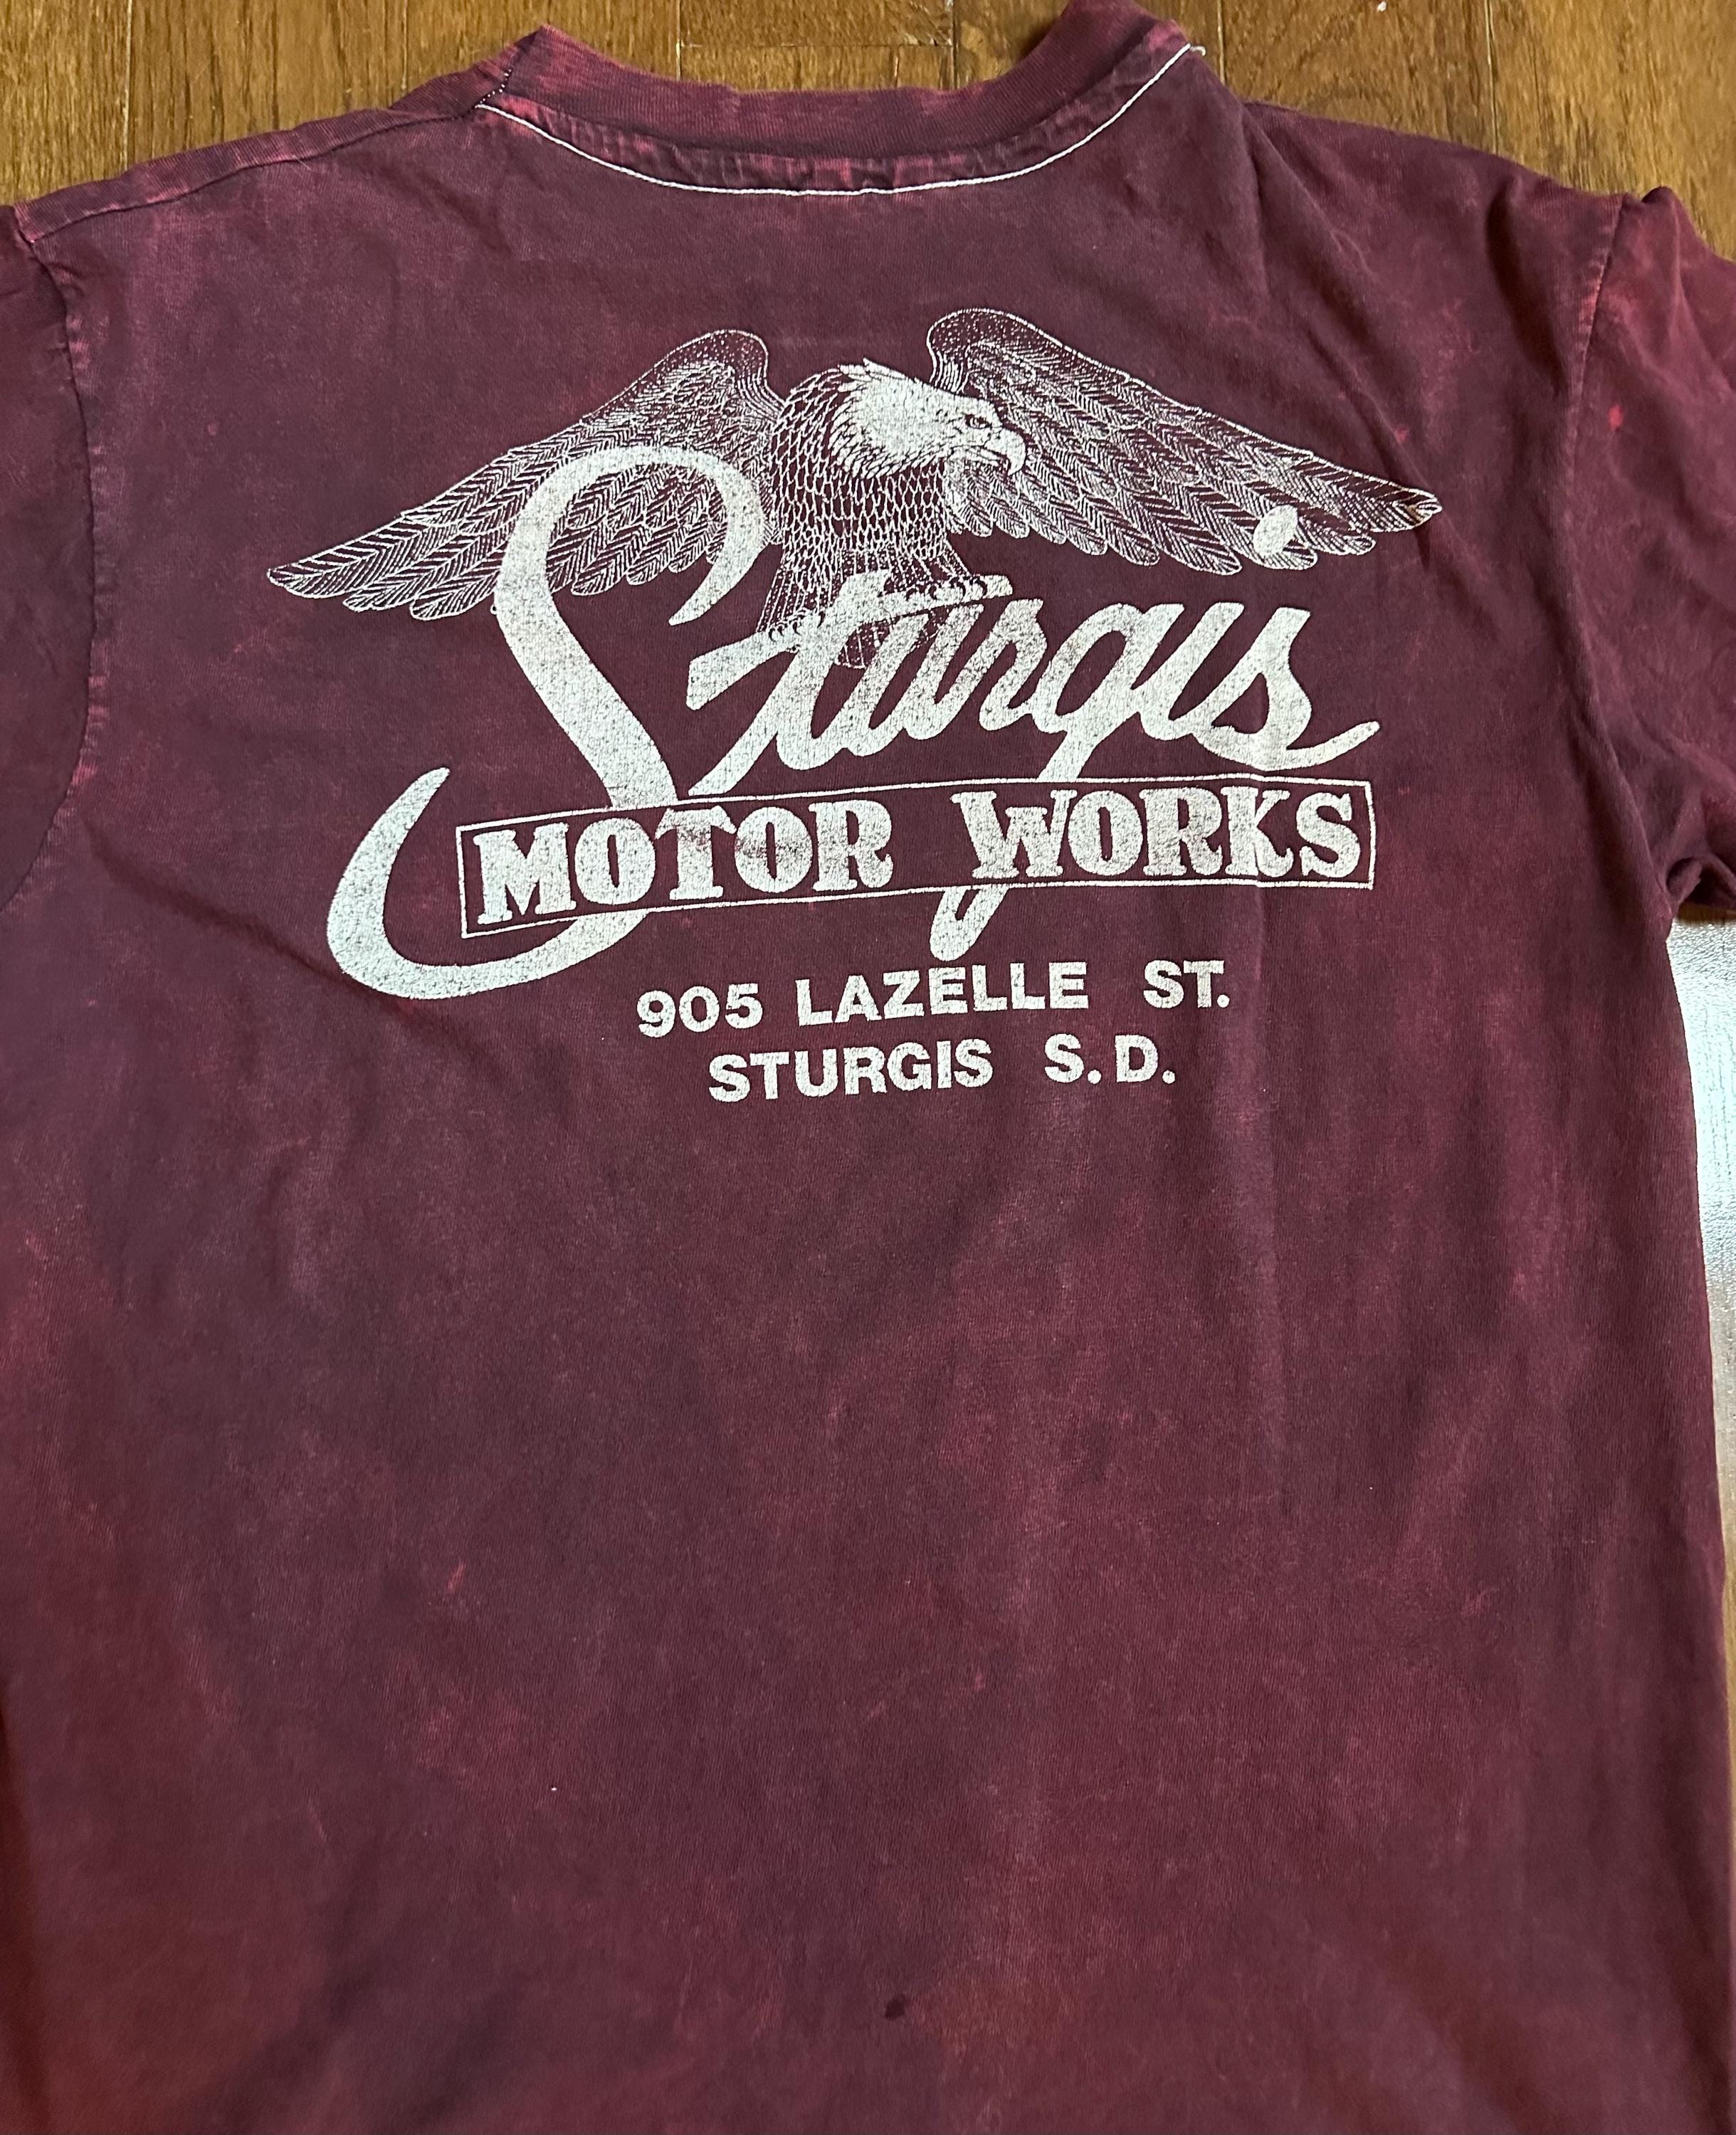 Sturgis
MOTOR WORKS
905 LAZELLE ST.
STURGIS S.D.